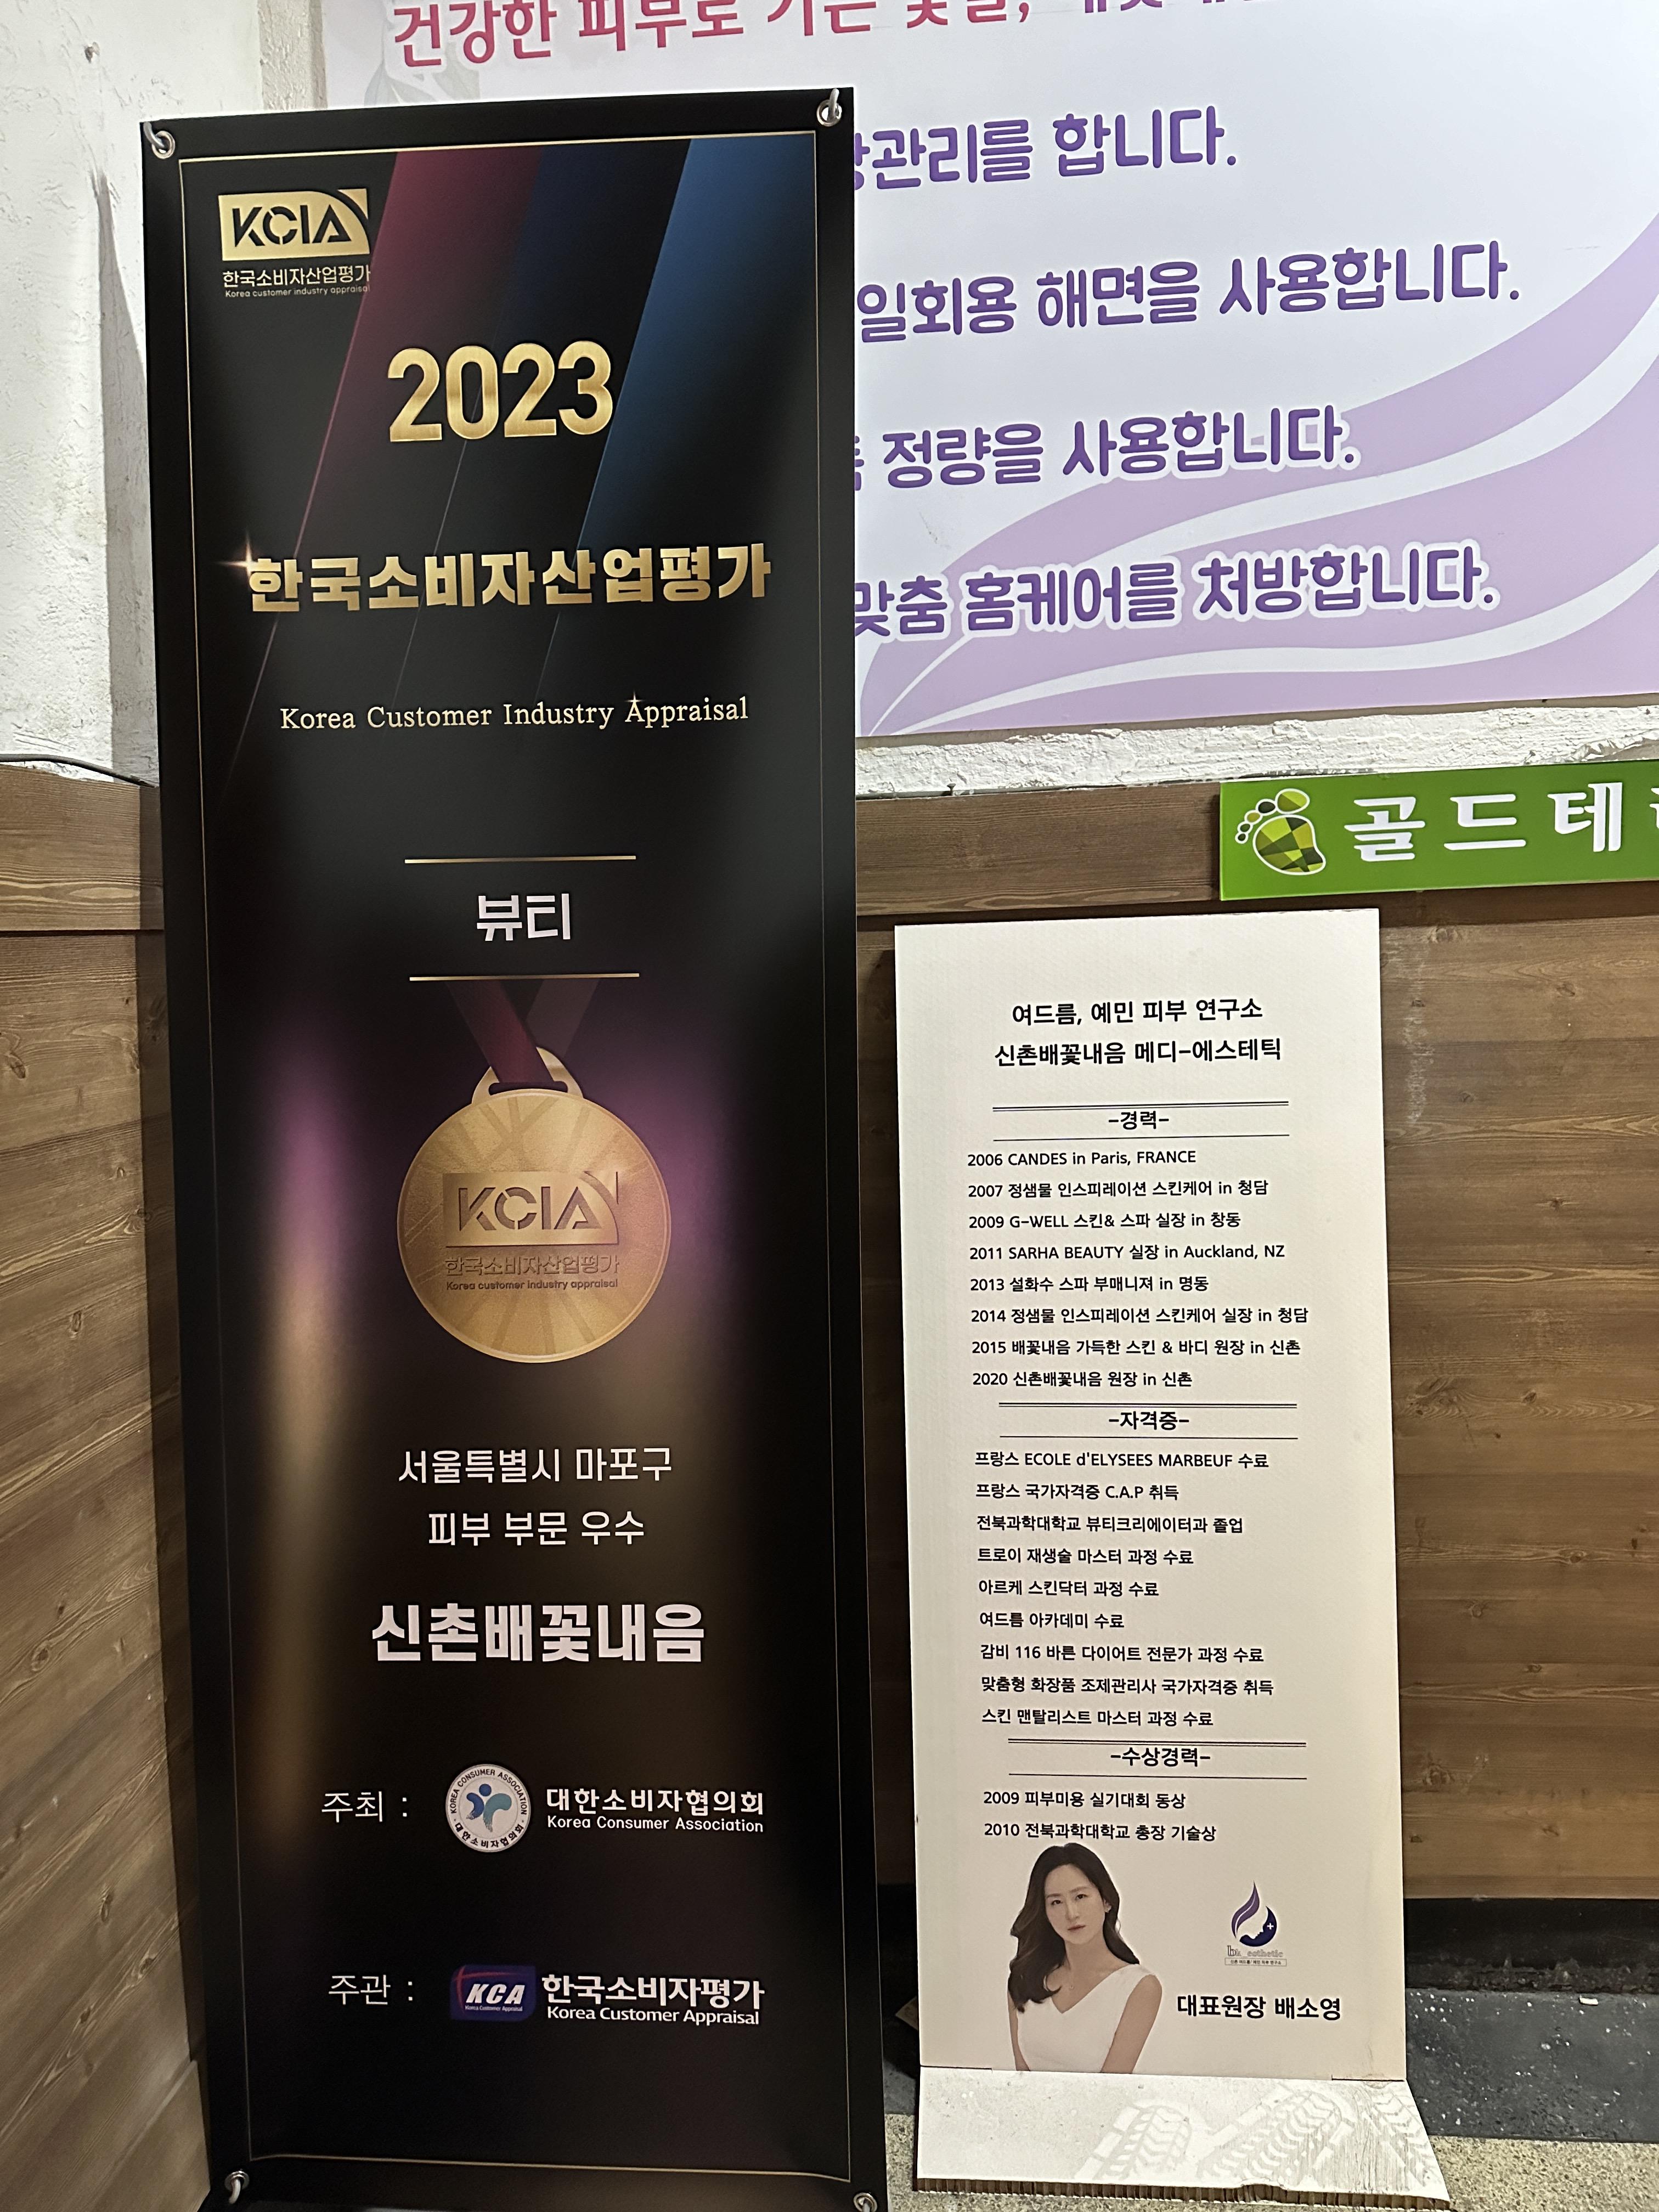 건강한 피부로
관리를 합니다.
일회용 해면을 사용합니다.
정량을 사용합니다.
맞춤 홈케어를 처방합니다.
KCIA
한국소비자산업평가
Korea customer industry appraisal
2023
한국소비자산업평가
Korea Customer Industry Appraisal
뷰티
KCIA
한국소비자산업평가
Korea customer industry appraisal
서울특별시 마포구
피부 부문 우수
신촌배꽃내음
주최 :
KOREA CONSUMER ASSOCIATION
대한소비자협의회
대한소비자협의회
Korea Consumer Association
주관 :
KCA
Korea Customer Appraisal
한국소비자평가
Korea Customer Appraisal
골드테
여드름, 예민 피부 연구소
신촌배꽃내음 메디-에스테틱
-경력-
2006 CANDES in Paris, FRANCE
2007 정샘물 인스피레이션 스킨케어 in 청담
2009 G-WELL 스킨& 스파 실장 in 창동
2011 SARHA BEAUTY 실장 in Auckland, NZ
2013 설화수 스파 부매니져 in 명동
2014 정샘물 인스피레이션 스킨케어 실장 in 청담
2015 배꽃내음 가득한 스킨 & 바디 원장 in 신촌
2020 신촌배꽃내음 원장 in 신촌
-자격증-
프랑스 ECOLE d'ELYSEES MARBEUF 수료
프랑스 국가자격증 C.A.P 취득
전북과학대학교 뷰티크리에이터과 졸업
트로이 재생술 마스터 과정 수료
아르케 스킨닥터 과정 수료
여드름 아카데미 수료
감비 116 바른 다이어트 전문가 과정 수료
맞춤형 화장품 조제관리사 국가자격증 취득
스킨 맨탈리스트 마스터 과정 수료
-수상경력-
2009 피부미용 실기대회 동상
2010 전북과학대학교 총장 기술상
대표원장 배소영